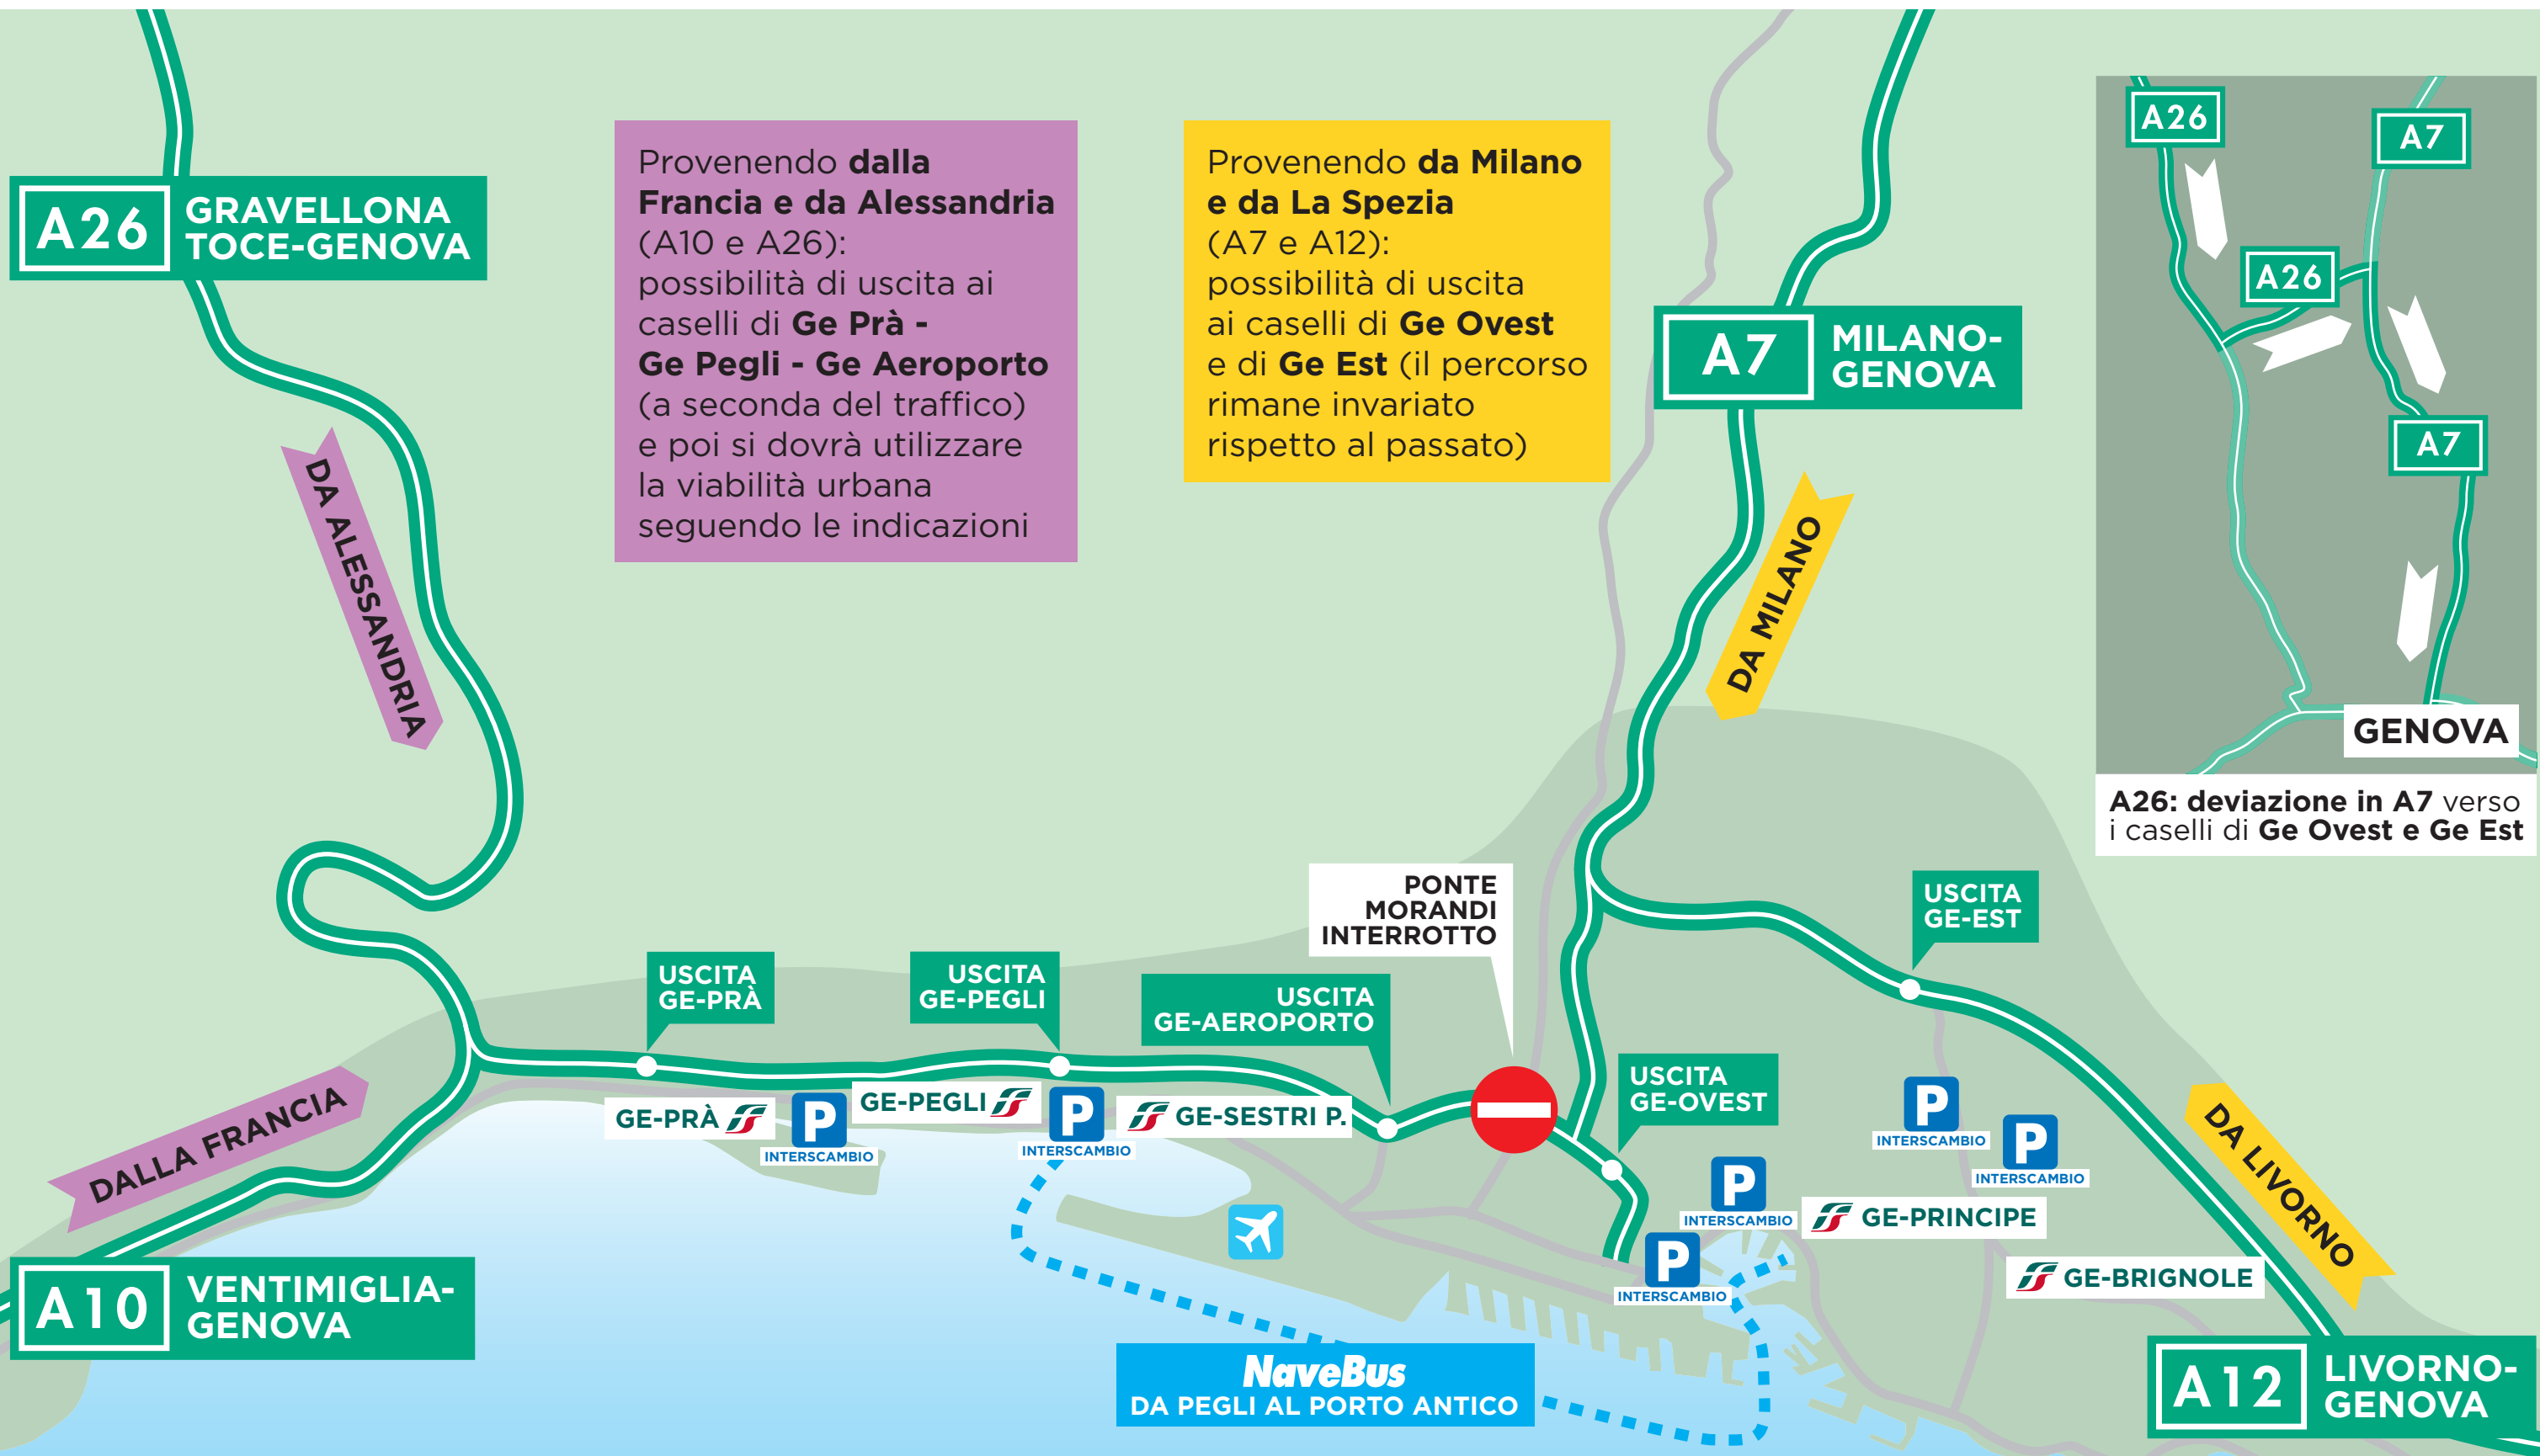 A26
GRAVELLONA
TOCE-GENOVA
Provenendo dalla
Francia e da Alessandria
(A10 e A26):
possibilità di uscita ai
caselli di Ge Prà -
Ge Pegli - Ge Aeroporto
(a seconda del traffico)
e poi si dovrà utilizzare
la viabilità urbana
seguendo le indicazioni
Provenendo da Milano
e da La Spezia
(A7 e A12):
possibilità di uscita
ai caselli di Ge Ovest
e di Ge Est (il percorso
rimane invariato
rispetto al passato)
A7
MILANO-
GENOVA
A26
A7
A26
A7
GENOVA
A26: deviazione in A7 verso
i caselli di Ge Ovest e Ge Est
DA ALESSANDRIA
DA MILANO
PONTE
MORANDI
INTERROTTO
USCITA
GE-EST
USCITA
GE-PRÀ
USCITA
GE-PEGLI
USCITA
GE-AEROPORTO
USCITA
GE-OVEST
DALLA FRANCIA
GE-PRÀ
P
INTERSCAMBIO
GE-PEGLI
P
INTERSCAMBIO
GE-SESTRI P.
P
INTERSCAMBIO
P
INTERSCAMBIO
P
INTERSCAMBIO
GE-PRINCIPE
P
INTERSCAMBIO
GE-BRIGNOLE
DA LIVORNO
A10
VENTIMIGLIA-
GENOVA
NaveBus
DA PEGLI AL PORTO ANTICO
A12
LIVORNO-
GENOVA